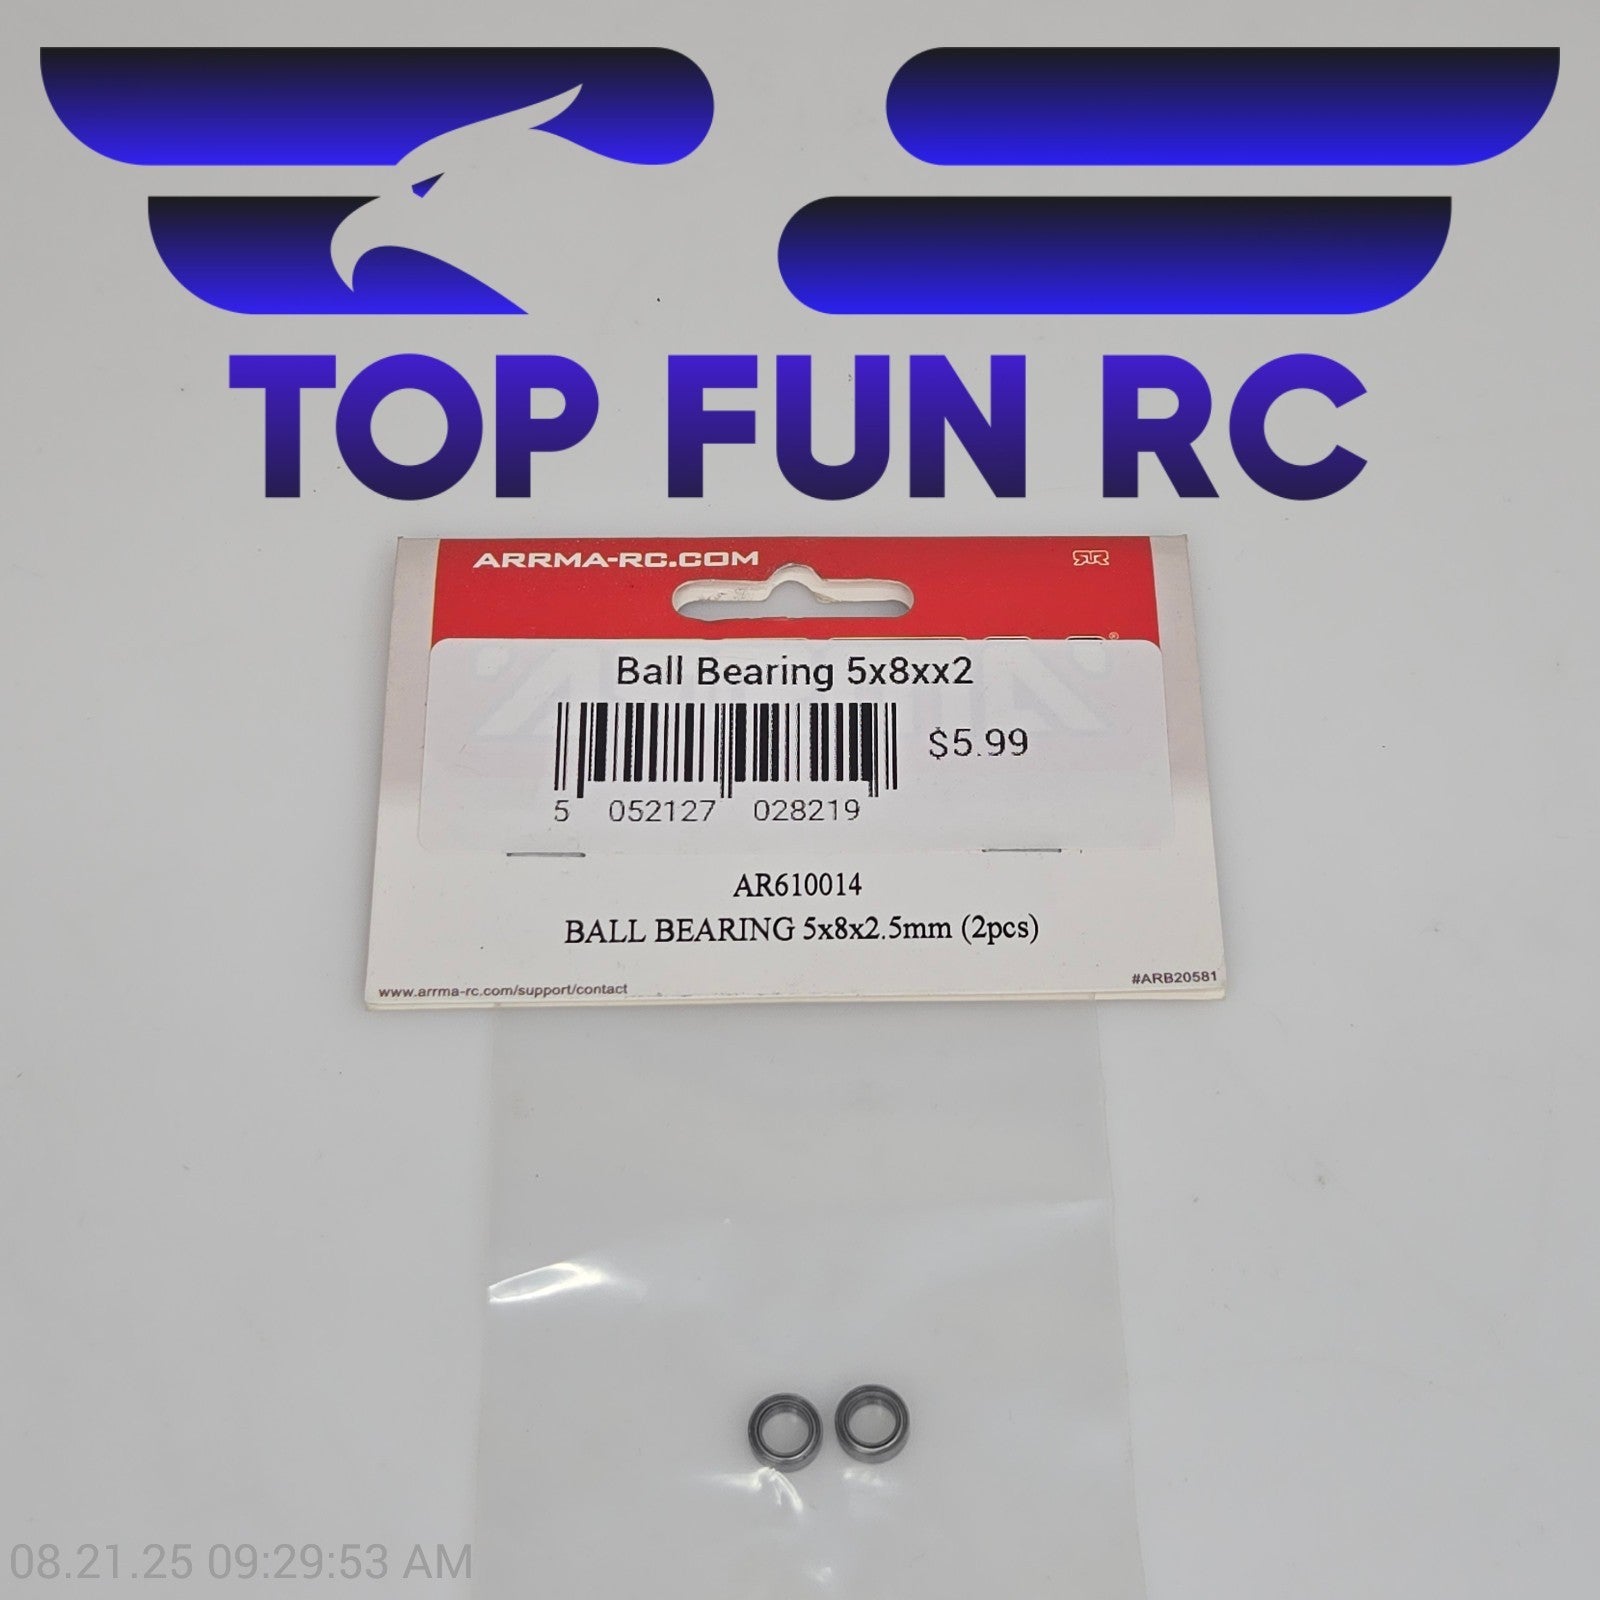 TOP FUN RC
ARRMA-RC.COM
Ball Bearing 5x8xx2
$5.99
5 052127 028219
AR610014
BALL BEARING 5x8x2.5mm (2pcs)
www.arrma-rc.com/support/contact
#ARB20581
08.21.25 09:29:53 AM